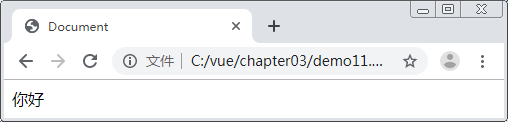 Document
文件 C:/vue/chapter03/demo11....
你好